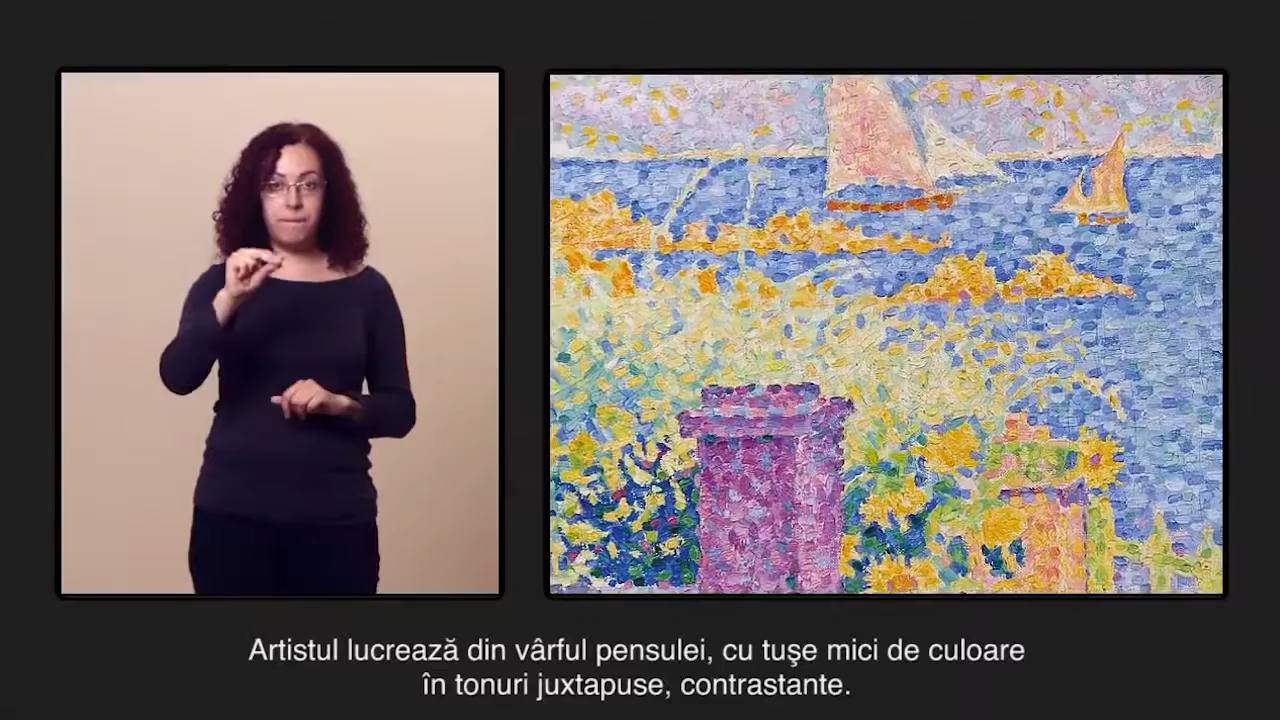 Artistul lucrează din vârful pensulei, cu tuşe mici de culoare
în tonuri juxtapuse, contrastante.